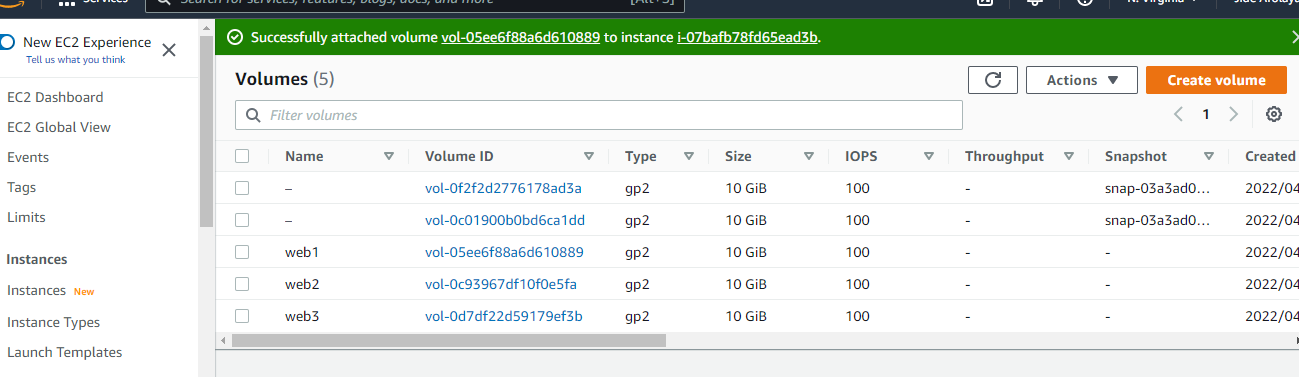 Services
Search for services, features, blogs, docs, and more
[Alt+S]
N. Virginia
New EC2 Experience
Tell us what you think
EC2 Dashboard
EC2 Global View
Events
Tags
Limits
Instances
Instances New
Instance Types
Launch Templates
Successfully attached volume vol-05ee6f88a6d610889 to instance i-07bafb78fd65ead3b.
Volumes (5)
Actions
Create volume
Filter volumes
1
Name Volume ID Type Size IOPS Throughput Snapshot Created
– vol-0f2f2d2776178ad3a gp2 10 GiB 100 - snap-03a3ad0... 2022/04
– vol-0c01900b0bd6ca1dd gp2 10 GiB 100 - snap-03a3ad0... 2022/04
web1 vol-05ee6f88a6d610889 gp2 10 GiB 100 - - 2022/04
web2 vol-0c93967df10f0e5fa gp2 10 GiB 100 - - 2022/04
web3 vol-0d7df22d59179ef3b gp2 10 GiB 100 - - 2022/04